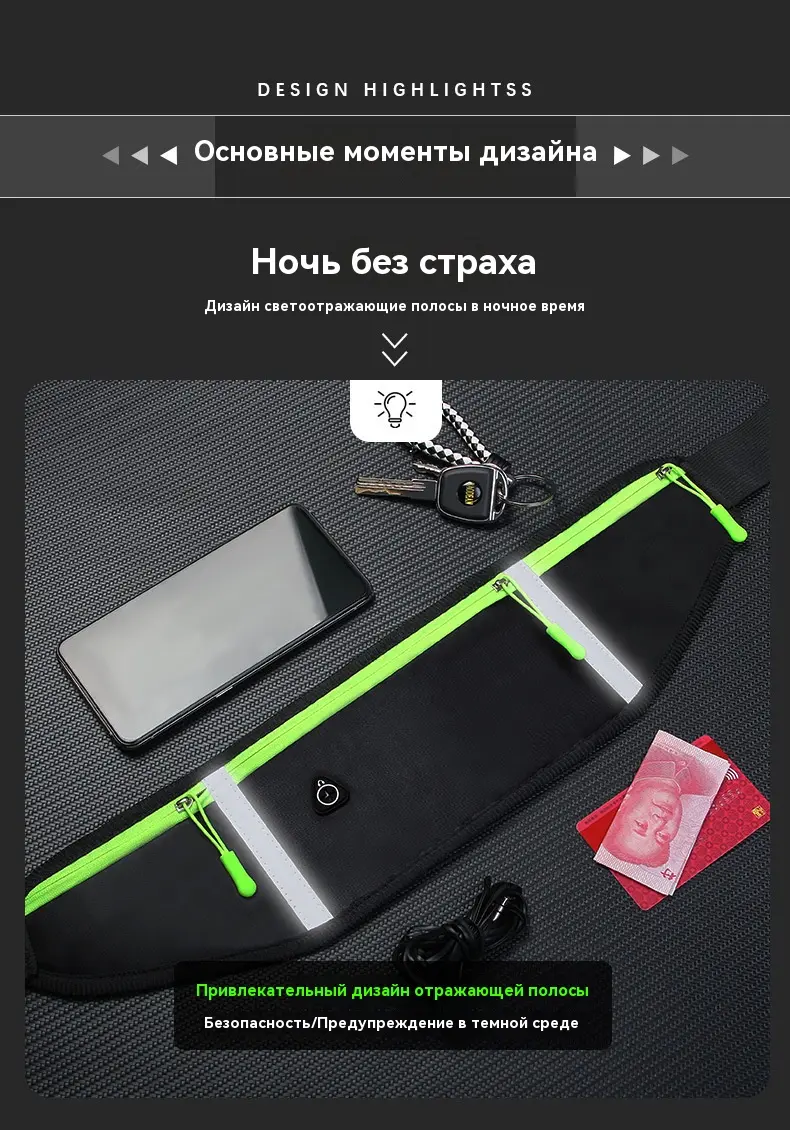 DESIGN HIGHLIGHTSS
Основные моменты дизайна
Ночь без страха
Дизайн светоотражающие полосы в ночное время
Привлекательный дизайн отражающей полосы
Безопасность/Предупреждение в темной среде